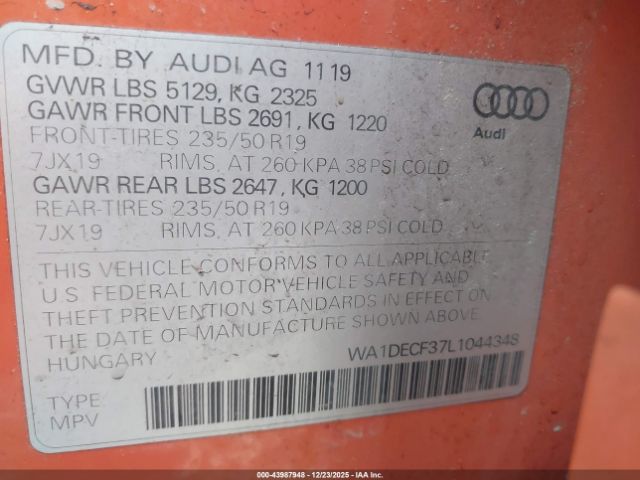 MFD. BY AUDI AG 11 19
GVWR LBS 5129, KG 2325
GAWR FRONT LBS 2691, KG 1220
FRONT-TIRES 235/50 R19
7JX19 RIMS, AT 260 KPA 38 PSI COLD
GAWR REAR LBS 2647, KG 1200
REAR-TIRES 235/50 R19
7JX19 RIMS, AT 260 KPA 38 PSI COLD
Audi
THIS VEHICLE CONFORMS TO ALL APPLICABLE
U.S. FEDERAL MOTOR VEHICLE SAFETY AND
THEFT PREVENTION STANDARDS IN EFFECT ON
THE DATE OF MANUFACTURE SHOWN ABOVE
HUNGARY
WA1DECF37L1044348
TYPE
MPV
000-43987948 - 12/23/2025 - IAAI, Inc.